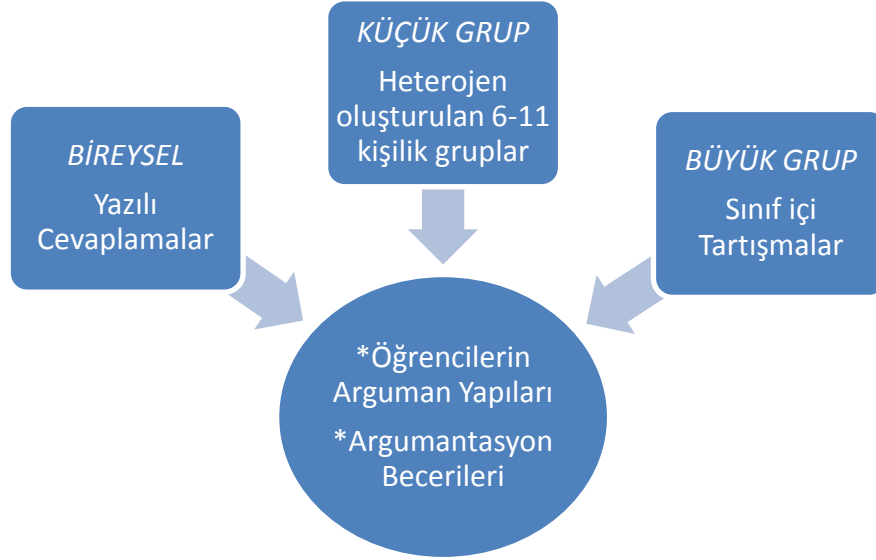 BİREYSEL
Yazılı
Cevaplamalar
KÜÇÜK GRUP
Heterojen
oluşturulan 6-11
kişilik gruplar
BÜYÜK GRUP
Sınıf içi
Tartışmalar
*Öğrencilerin
Arguman Yapıları
*Argumantasyon
Becerileri